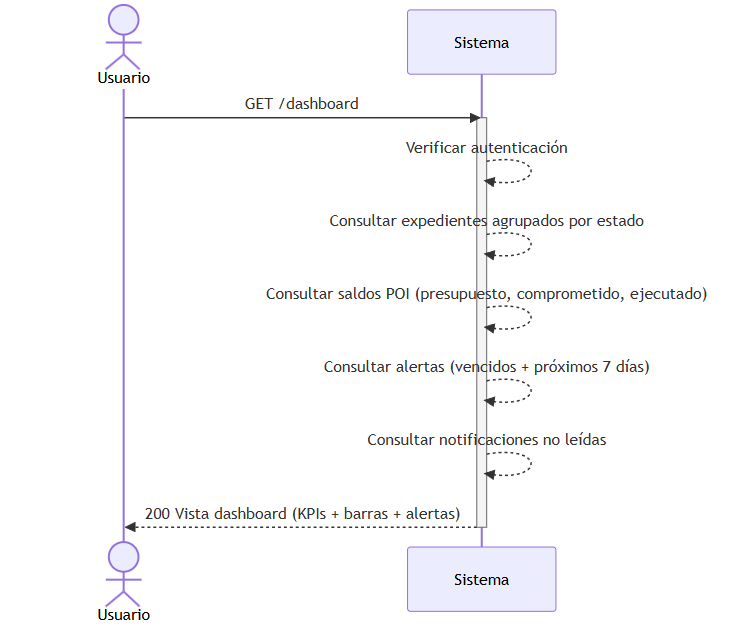 Sistema
Usuario
GET /dashboard
Verificar autenticación
Consultar expedientes agrupados por estado
Consultar saldos POI (presupuesto, comprometido, ejecutado)
Consultar alertas (vencidos + próximos 7 días)
Consultar notificaciones no leídas
200 Vista dashboard (KPIs + barras + alertas)
Sistema
Usuario